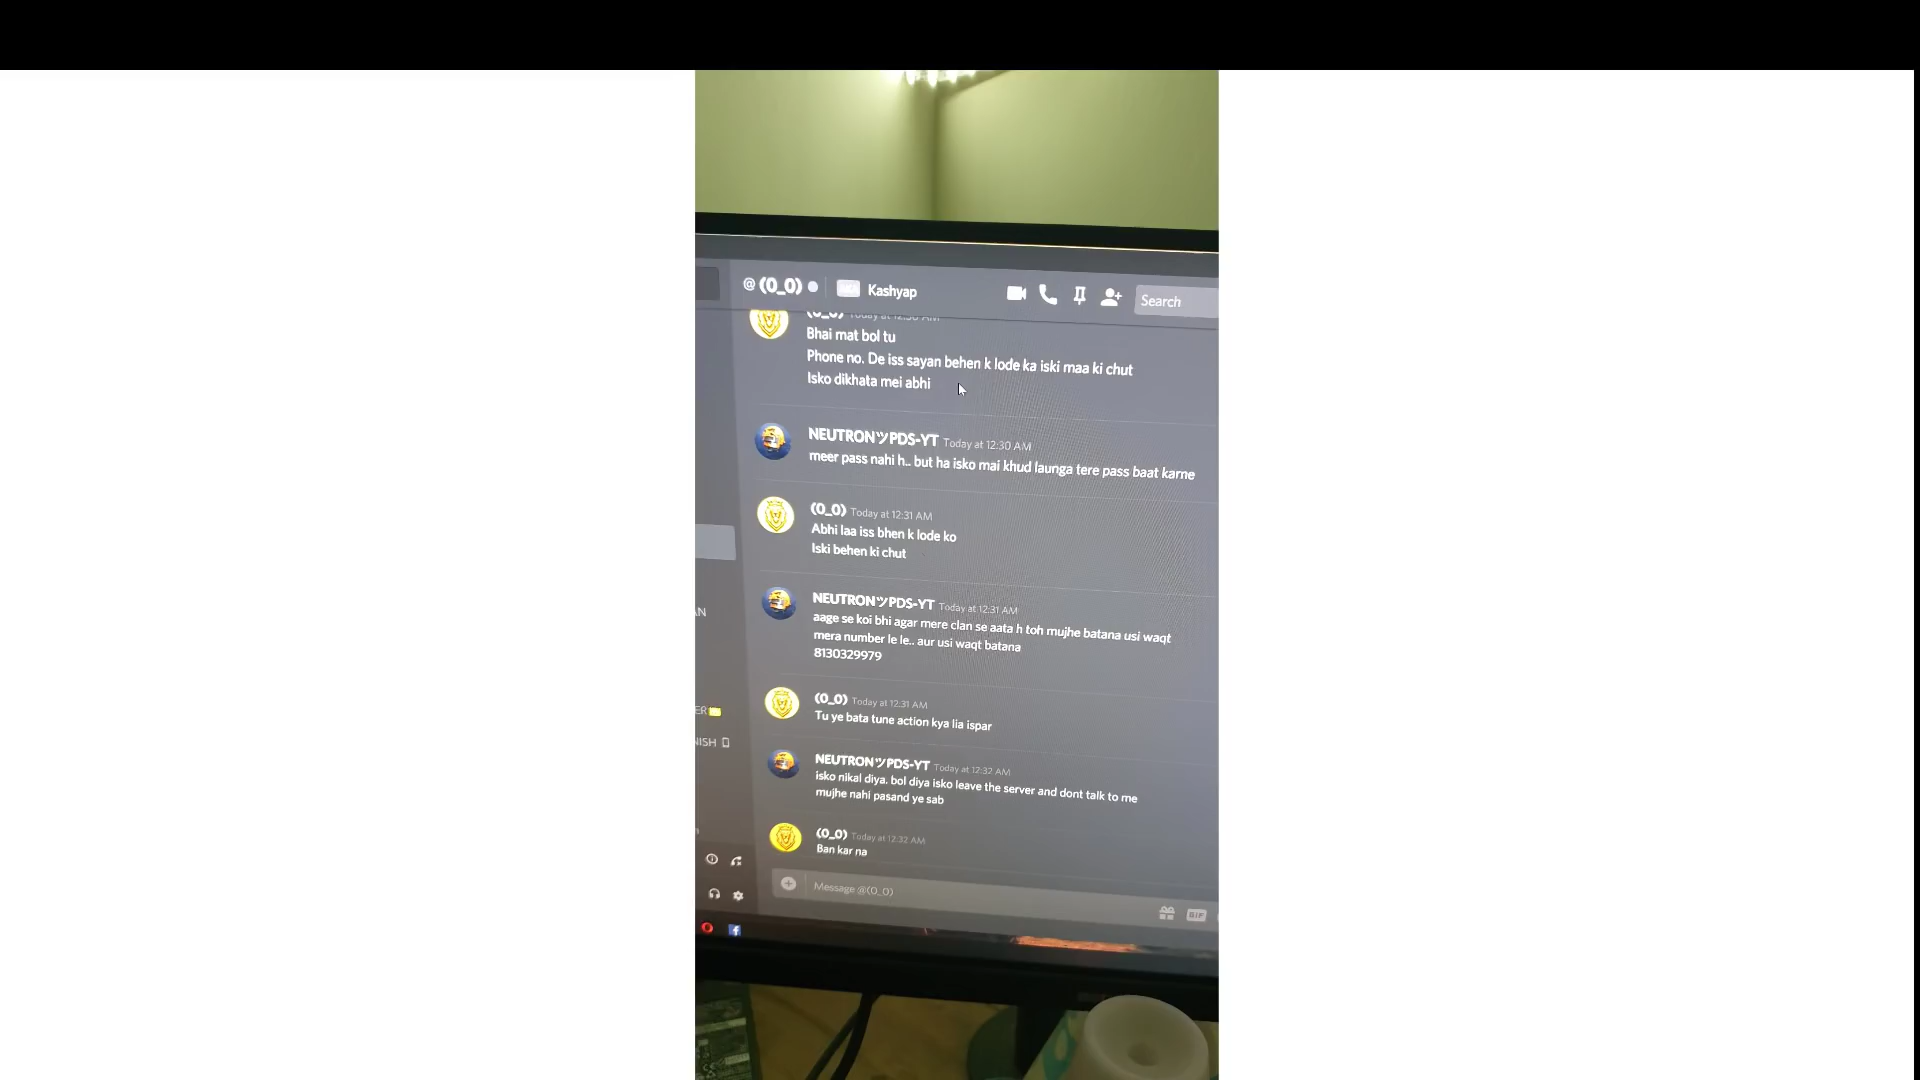 @ (0_0) AKA Kashyap Search
(0_0) Today at 12:30 AM
Bhai mat bol tu
Phone no. De iss sayan behen k lode ka iski maa ki chut
Isko dikhata mei abhi
NEUTRONツPDS-YT Today at 12:30 AM
meer pass nahi h.. but ha isko mai khud launga tere pass baat karne
(0_0) Today at 12:31 AM
Abhi laa iss bhen k lode ko
Iski behen ki chut
NEUTRONツPDS-YT Today at 12:31 AM
aage se koi bhi agar mere clan se aata h toh mujhe batana usi waqt
mera number le le.. aur usi waqt batana
8130329979
(0_0) Today at 12:31 AM
Tu ye bata tune action kya lia ispar
NEUTRONツPDS-YT Today at 12:32 AM
isko nikal diya. bol diya isko leave the server and dont talk to me
mujhe nahi pasand ye sab
(0_0) Today at 12:32 AM
Ban kar na
Message @(0_0)
GIF